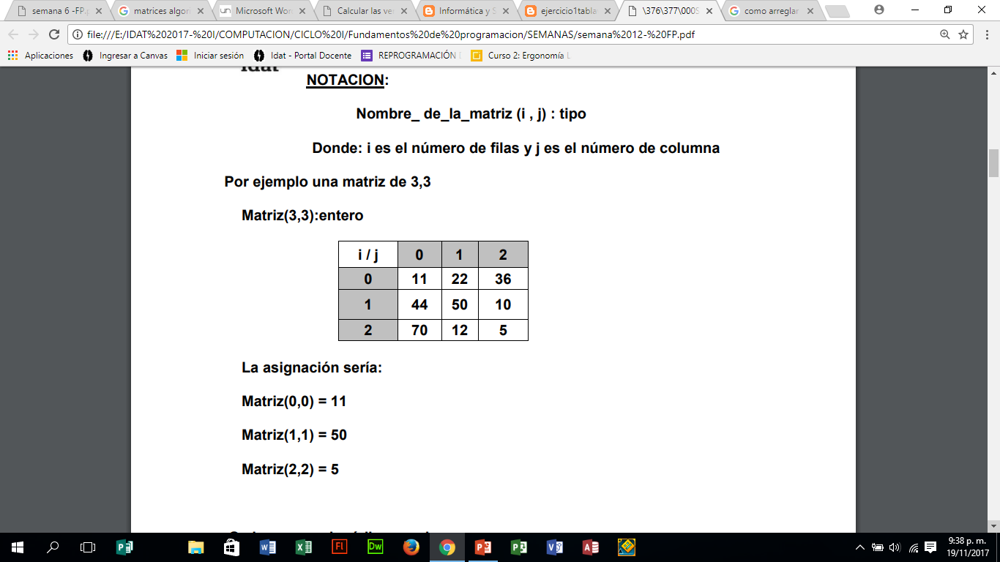 semana 6 -FP.p
matrices algori
Microsoft Wor
Calcular las ve
Informática y S
ejercicio1tabla
\376\377\000S
como arreglar
file:///E:/IDAT%202017-%20I/COMPUTACION/CICLO%20I/Fundamentos%20de%20programacion/SEMANAS/semana%2012-%20FP.pdf
Aplicaciones
Ingresar a Canvas
Iniciar sesión
Idat - Portal Docente
REPROGRAMACIÓN
Curso 2: Ergonomía L
NOTACION:
Nombre_ de_la_matriz (i , j) : tipo
Donde: i es el número de filas y j es el número de columna
Por ejemplo una matriz de 3,3
Matriz(3,3):entero
i / j 0 1 2
0 11 22 36
1 44 50 10
2 70 12 5
La asignación sería:
Matriz(0,0) = 11
Matriz(1,1) = 50
Matriz(2,2) = 5
9:38 p. m.
19/11/2017